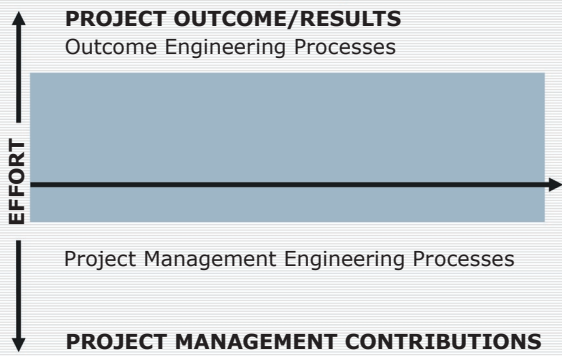 PROJECT OUTCOME/RESULTS
Outcome Engineering Processes
EFFORT
Project Management Engineering Processes
PROJECT MANAGEMENT CONTRIBUTIONS